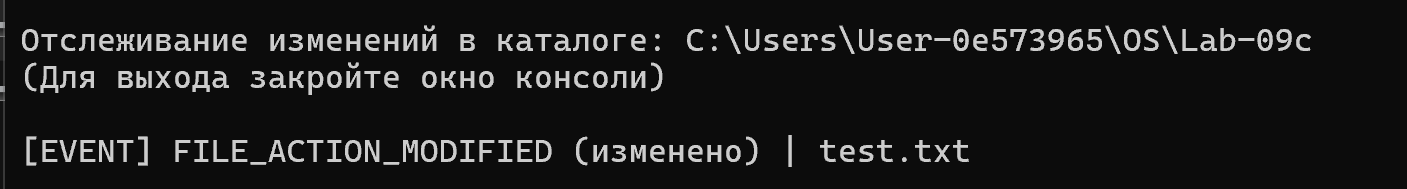 Отслеживание изменений в каталоге: C:\Users\User-0e573965\OS\Lab-09c
(Для выхода закройте окно консоли)
[EVENT] FILE_ACTION_MODIFIED (изменено) | test.txt